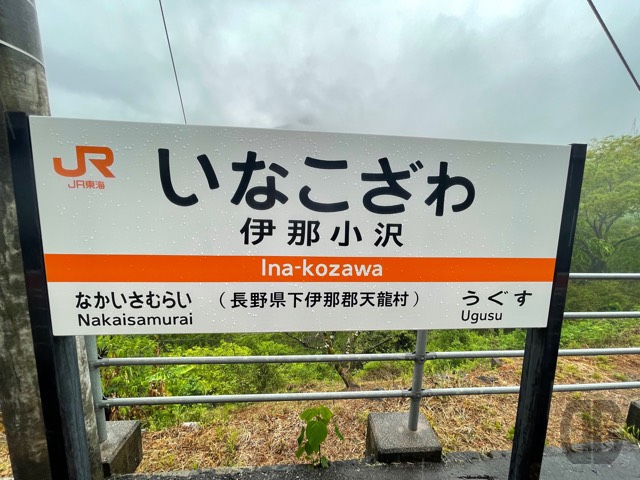 JR
JR東海
いなこざわ
伊那小沢
Ina-kozawa
なかいさむらい （長野県下伊那郡天龍村） うぐす
Nakaisamurai Ugusu